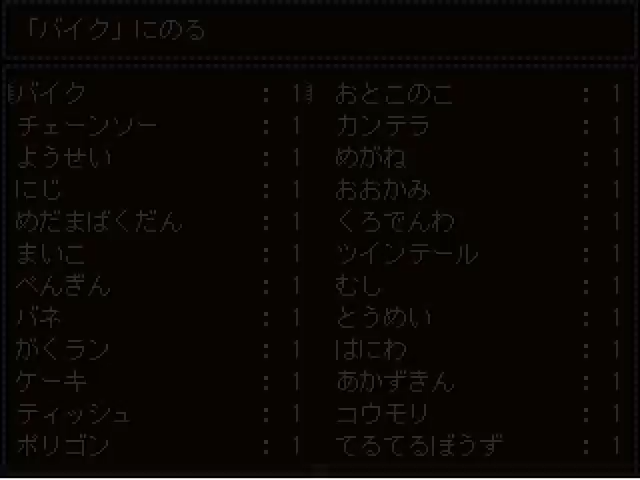 「バイク」にのる
バイク : 1 おとこのこ : 1
チェーンソー : 1 カンテラ : 1
ようせい : 1 めがね : 1
にじ : 1 おおかみ : 1
めだまばくだん : 1 くろでんわ : 1
まいこ : 1 ツインテール : 1
ぺんぎん : 1 むし : 1
バネ : 1 とうめい : 1
がくラン : 1 はにわ : 1
ケーキ : 1 あかずきん : 1
ティッシュ : 1 コウモリ : 1
ポリゴン : 1 てるてるぼうず : 1